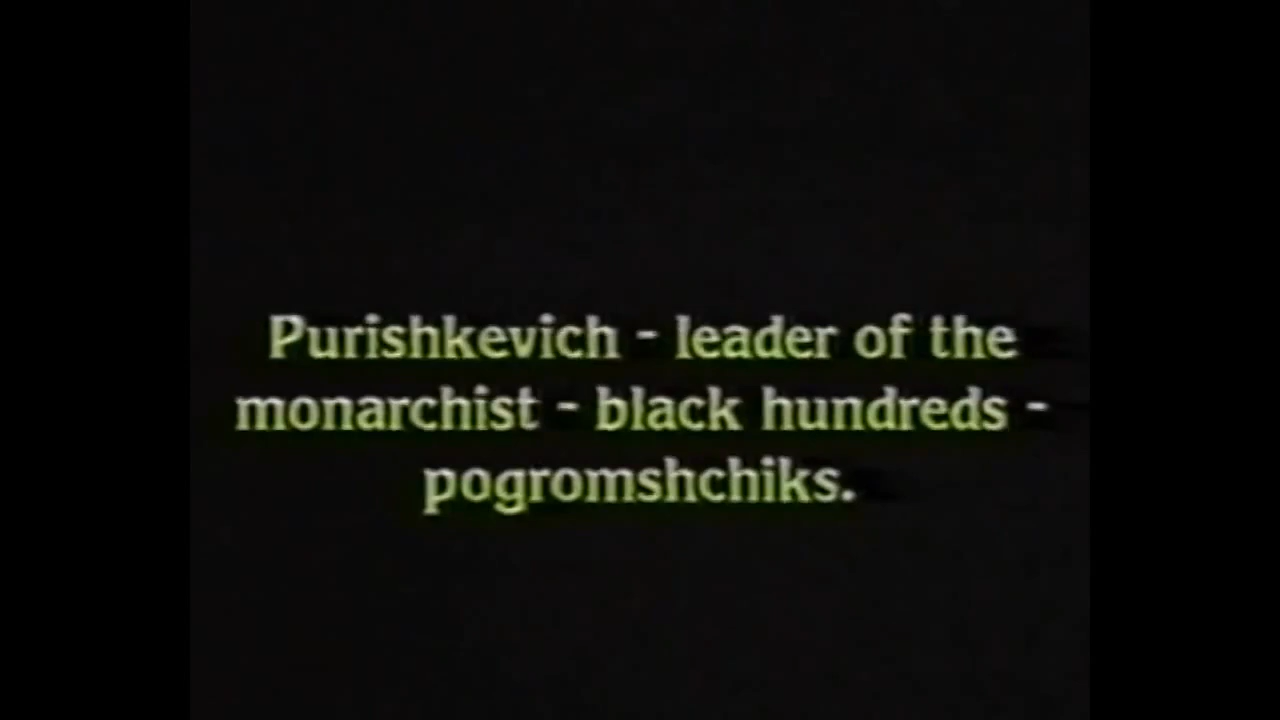 Purishkevich - leader of the
monarchist - black hundreds -
pogromshchiks.